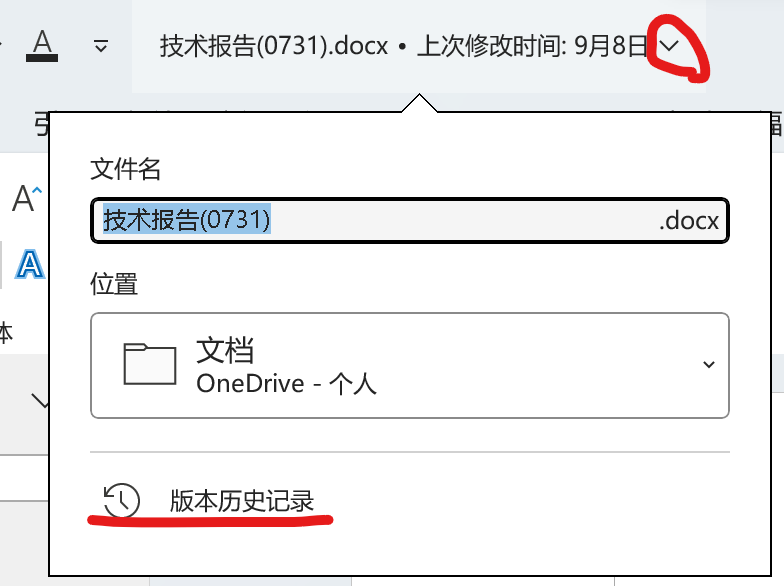 A
技术报告(0731).docx • 上次修改时间: 9月8日
文件名
A
技术报告(0731) .docx
A
位置
体
文档
OneDrive - 个人
版本历史记录